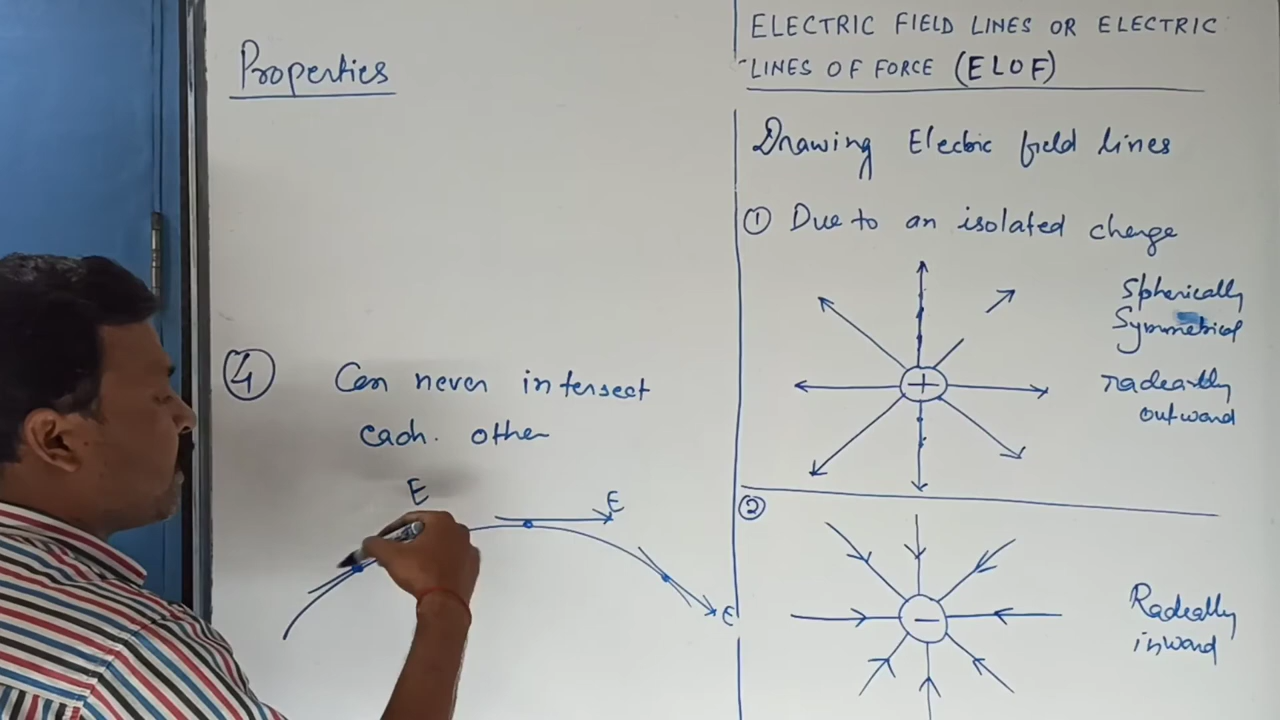 Properties
④ Can never intersect
each. other
E
E
E
ELECTRIC FIELD LINES OR ELECTRIC
LINES OF FORCE (ELOF)
Drawing Electric field lines
① Due to an isolated charge
Spherically
Symmetrical
+
radeartly
outward
②
−
Radeally
inward